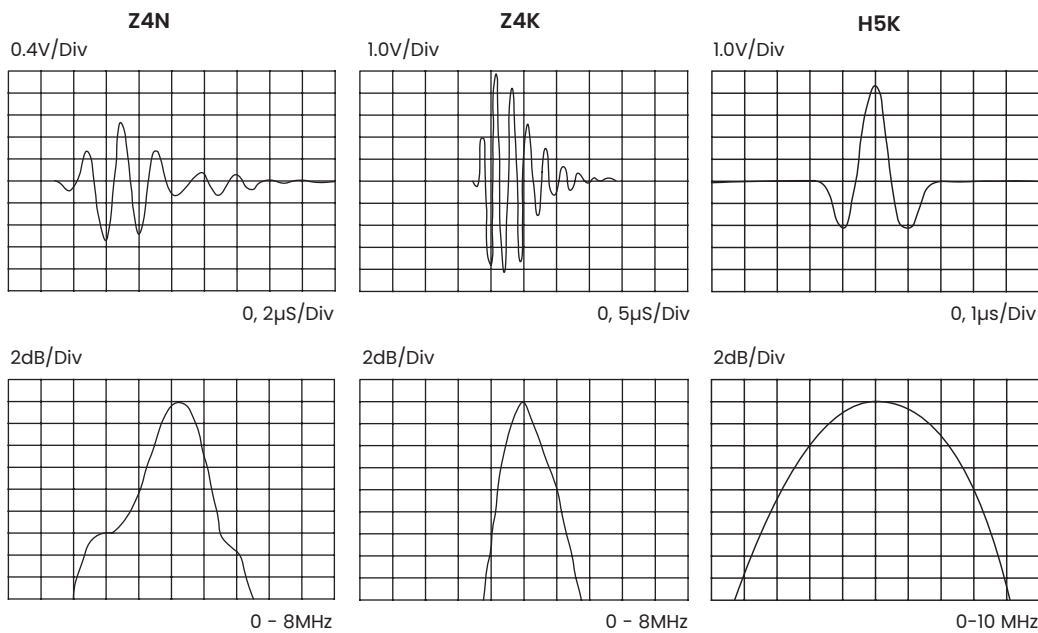 Z4N
Z4K
H5K
0.4V/Div
1.0V/Div
1.0V/Div
0, 2µS/Div
0, 5µS/Div
0, 1µs/Div
2dB/Div
2dB/Div
2dB/Div
0 - 8MHz
0 - 8MHz
0-10 MHz